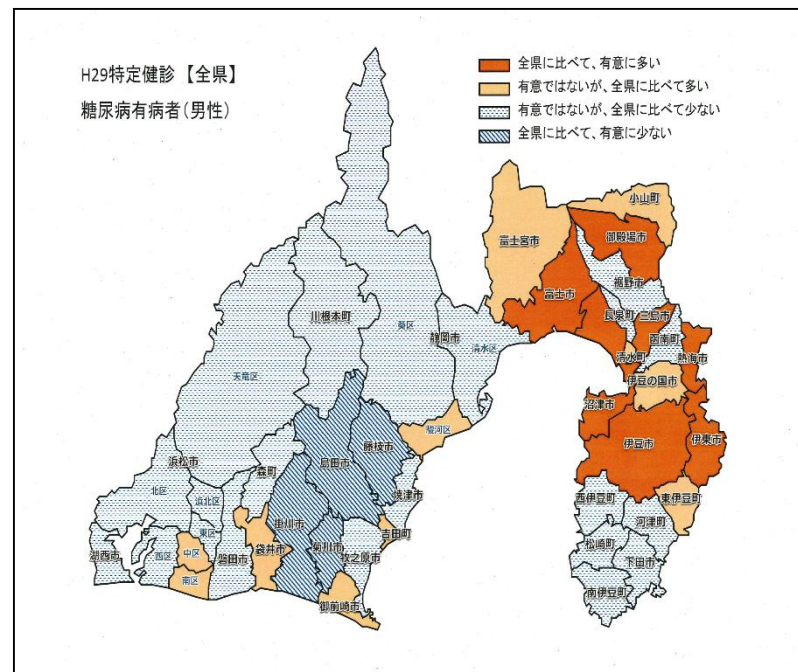 H29特定健診【全県】
糖尿病有病者(男性)
全県に比べて、有意に多い
有意ではないが、全県に比べて多い
有意ではないが、全県に比べて少ない
全県に比べて、有意に少ない
小山町
御殿場市
富士宮市
裾野市
富士市
長泉町
三島市
函南町
清水町
熱海市
伊豆の国市
沼津市
伊豆市
伊東市
西伊豆町
東伊豆町
河津町
松崎町
下田市
南伊豆町
川根本町
葵区
静岡市
清水区
天竜区
駿河区
島田市
藤枝市
浜松市
森町
焼津市
北区
浜北区
掛川市
吉田町
東区
菊川市
牧之原市
湖西市
西区
中区
磐田市
袋井市
南区
御前崎市